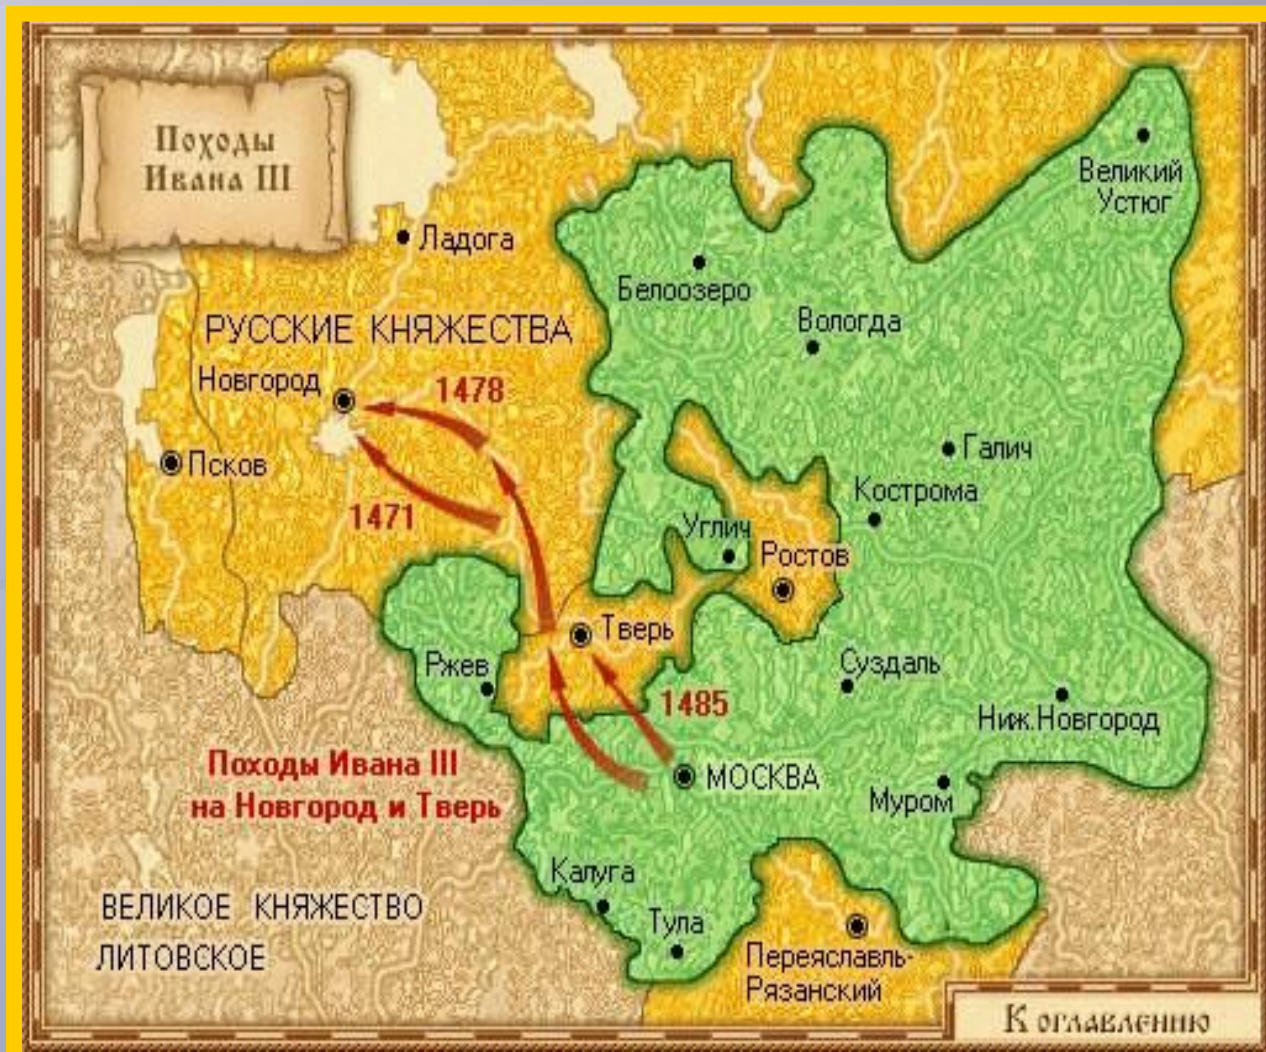 Походы
Ивана III
Великий
Устюг
Ладога
Белоозеро
РУССКИЕ КНЯЖЕСТВА
Вологда
Новгород
1478
Псков
Галич
Кострома
1471
Углич
Ростов
Тверь
Ржев
Суздаль
1485
Ниж.Новгород
Походы Ивана III
на Новгород и Тверь
МОСКВА
Муром
Калуга
ВЕЛИКОЕ КНЯЖЕСТВО
ЛИТОВСКОЕ
Тула
Переяславль-
Рязанский
К оглавлению